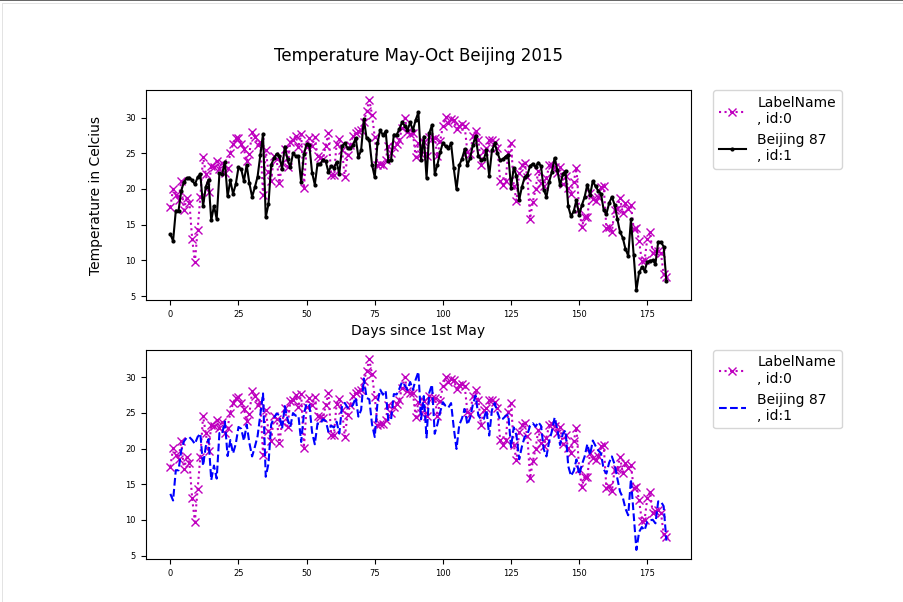 Temperature May-Oct Beijing 2015
Temperature in Celcius
30
25
20
15
10
5
0
25
50
75
100
125
150
175
Days since 1st May
LabelName
, id:0
Beijing 87
, id:1
30
25
20
15
10
5
0
25
50
75
100
125
150
175
LabelName
, id:0
Beijing 87
, id:1